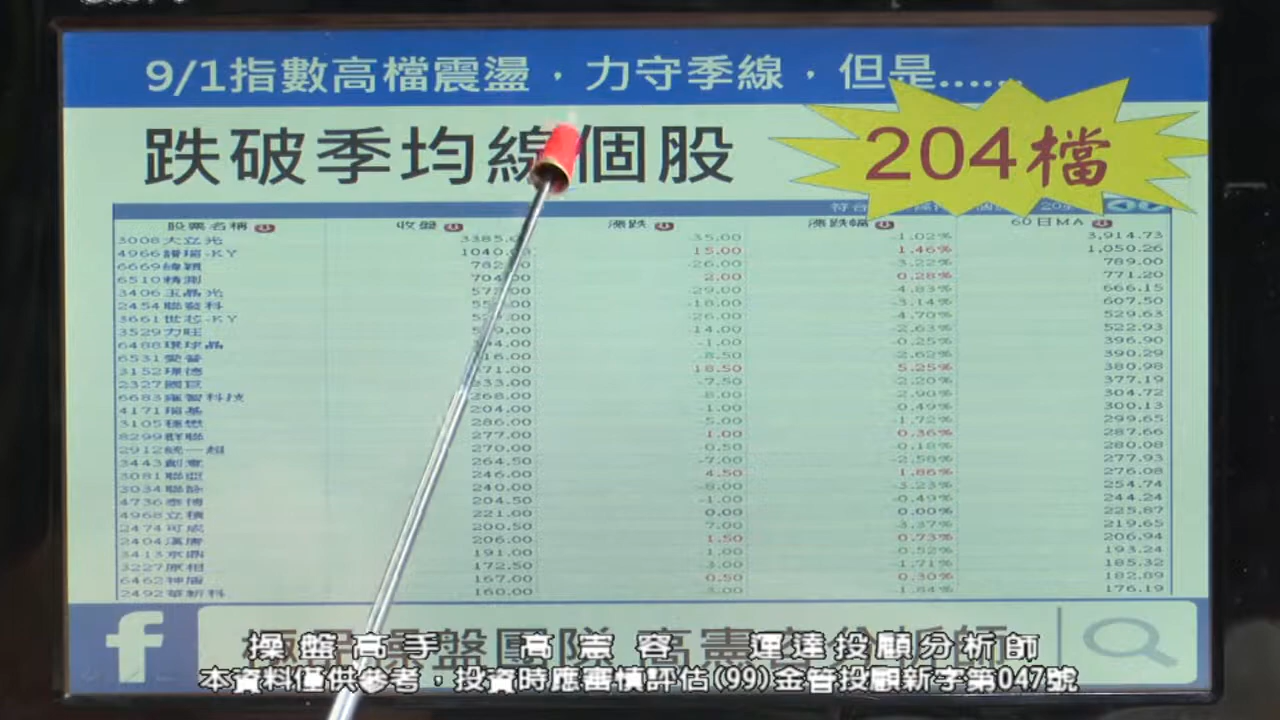 9/1指數高檔震盪，力守季線，但是......
跌破季均線個股
204檔
股票名稱 收盤 漲跌 漲跌幅 60日MA
3008大立光 3385. -35.00 -1.02% 3,914.73
4966譜瑞-KY 1040. 15.00 1.46% 1,050.26
6669緯穎 782 -26.00 -3.22% 789.00
6510精測 704.00 2.00 0.28% 771.20
3406玉晶光 -29.00 -4.83% 666.15
2454聯發科 -18.00 -3.14% 607.50
3661世芯-KY -26.00 -4.70% 529.63
3529力旺 -14.00 -2.63% 522.93
6488環球晶 -1.00 -0.25% 396.90
6531愛普 -8.50 -2.62% 390.29
3152璟德 18.50 5.25% 380.98
2327國巨 333.00 -7.50 -2.20% 377.19
6683雍智科技 268.00 -8.00 -2.90% 304.72
4171瑞基 204.00 -1.00 -0.49% 300.13
3105穩懋 286.00 -5.00 -1.72% 299.65
8299群聯 277.00 1.00 0.36% 287.66
2912統一超 270.00 -0.50 -0.18% 280.08
3443創意 264.50 -7.00 -2.58% 277.93
3081聯亞 246.00 4.50 1.86% 276.08
3034聯詠 240.00 -8.00 -3.23% 254.74
4736泰博 204.50 -1.00 -0.49% 244.24
4968立積 221.00 0.00 0.00% 225.87
2474可成 200.50 7.00 -3.37% 219.65
2404漢唐 206.00 1.50 0.73% 206.94
3413京鼎 191.00 1.00 -0.52% 193.24
3227原相 172.50 -3.00 -1.71% 185.32
6462神盾 167.00 0.50 0.30% 182.89
2492華新科 160.00 -3.00 -1.84% 176.19
操盤高手 高憲容 運達投顧分析師
本資料僅供參考，投資時應審慎評估(99)金管投顧新字第047號